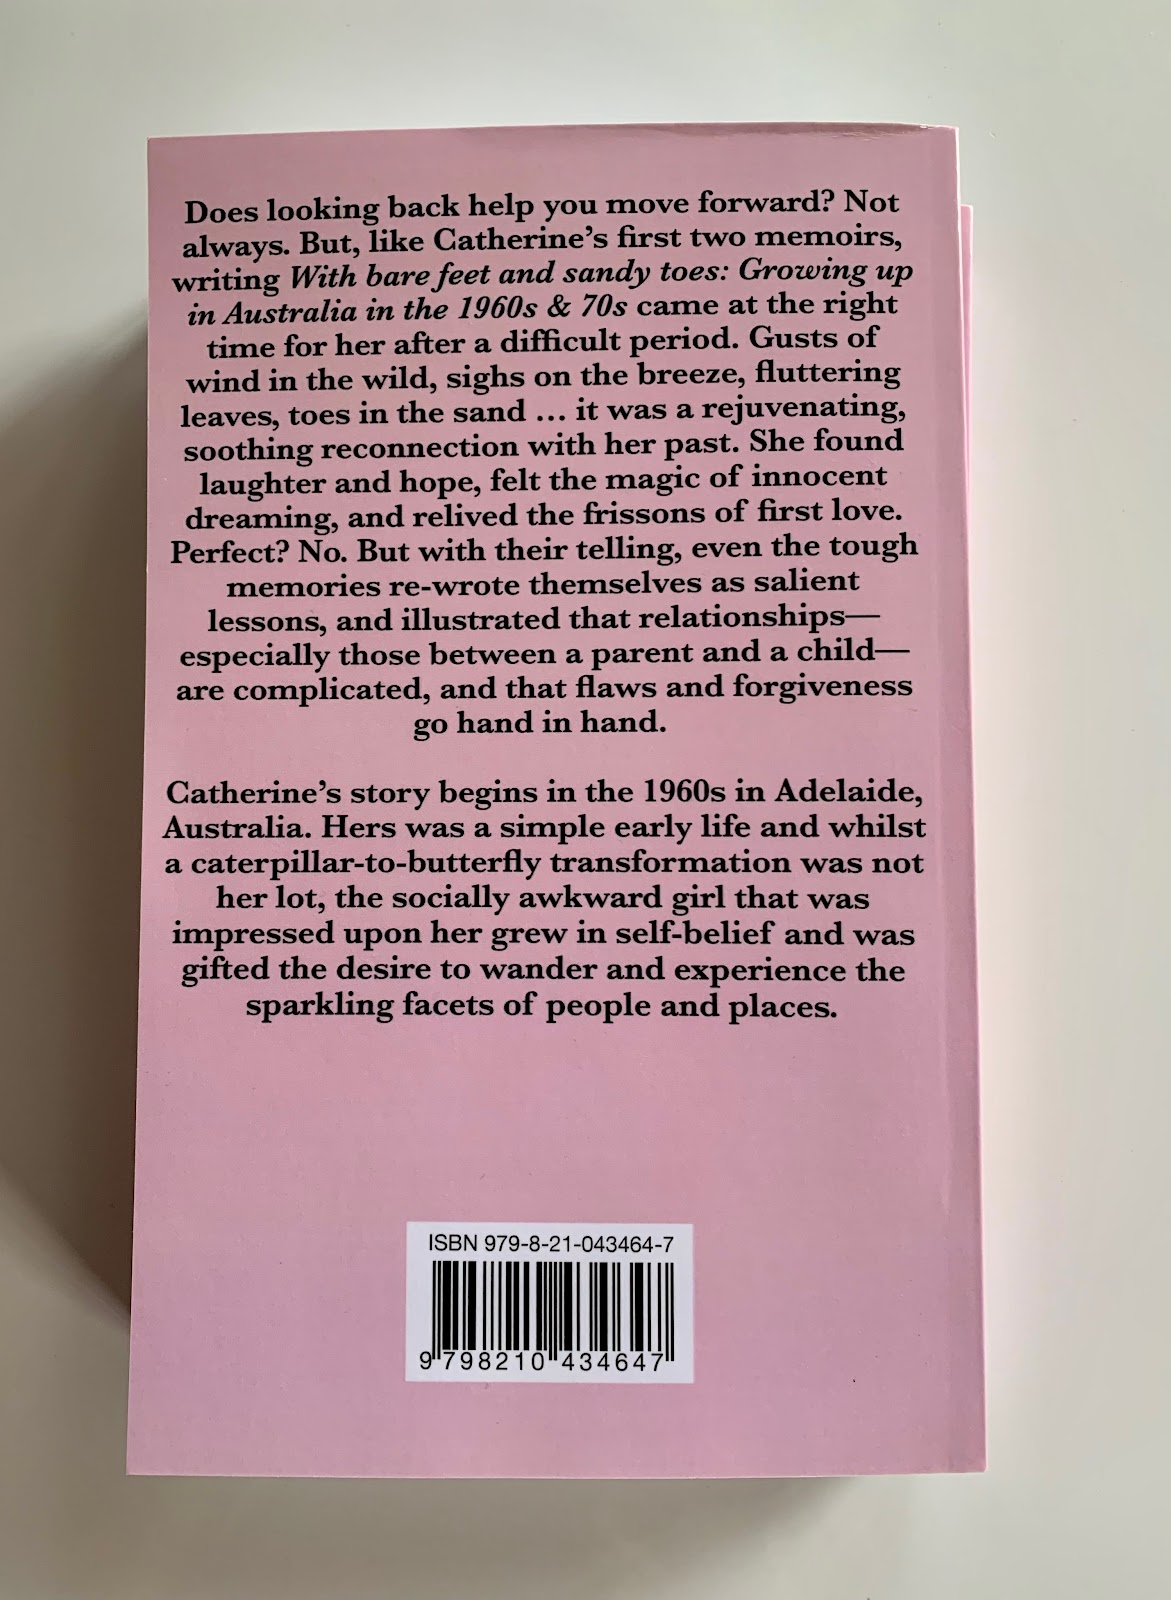 Does looking back help you move forward? Not
always. But, like Catherine’s first two memoirs,
writing With bare feet and sandy toes: Growing up
in Australia in the 1960s & 70s came at the right
time for her after a difficult period. Gusts of
wind in the wild, sighs on the breeze, fluttering
leaves, toes in the sand … it was a rejuvenating,
soothing reconnection with her past. She found
laughter and hope, felt the magic of innocent
dreaming, and relived the frissons of first love.
Perfect? No. But with their telling, even the tough
memories re-wrote themselves as salient
lessons, and illustrated that relationships—
especially those between a parent and a child—
are complicated, and that flaws and forgiveness
go hand in hand.
Catherine’s story begins in the 1960s in Adelaide,
Australia. Hers was a simple early life and whilst
a caterpillar-to-butterfly transformation was not
her lot, the socially awkward girl that was
impressed upon her grew in self-belief and was
gifted the desire to wander and experience the
sparkling facets of people and places.
ISBN 979-8-21-043464-7
9 798210 434647